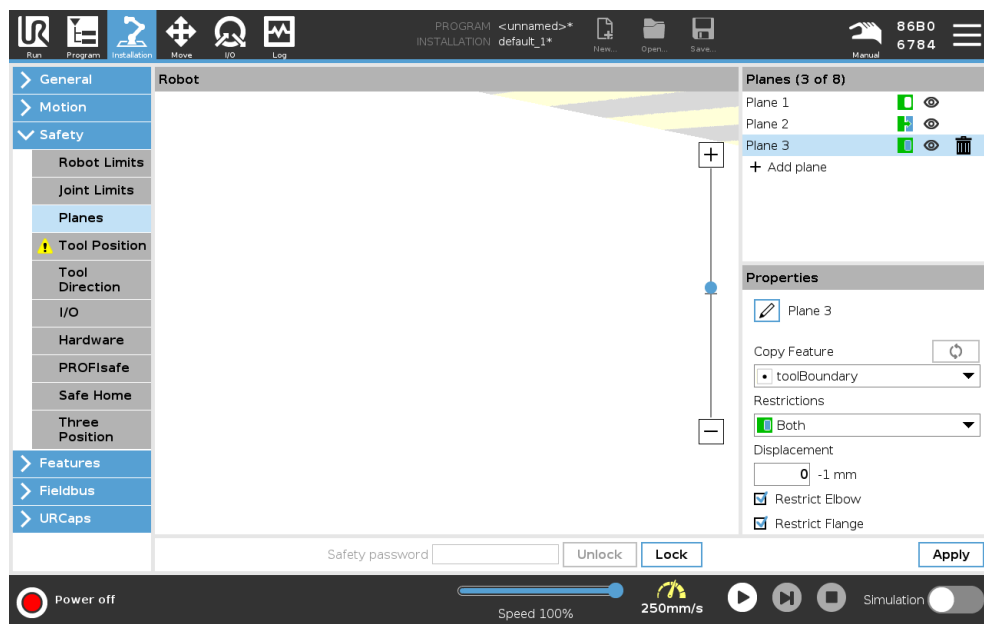 PROGRAM <unnamed>*
INSTALLATION default_1*
Run Program Installation Move I/O Log
New... Open... Save...
Manual
86B0
6784
General
Motion
Safety
Robot Limits
Joint Limits
Planes
Tool Position
Tool
Direction
I/O
Hardware
PROFIsafe
Safe Home
Three
Position
Features
Fieldbus
URCaps
Robot
Planes (3 of 8)
Plane 1
Plane 2
Plane 3
+ Add plane
Properties
Plane 3
Copy Feature
toolBoundary
Restrictions
Both
Displacement
0 -1 mm
Restrict Elbow
Restrict Flange
Safety password Unlock Lock
Apply
Power off
Speed 100%
250mm/s
Simulation